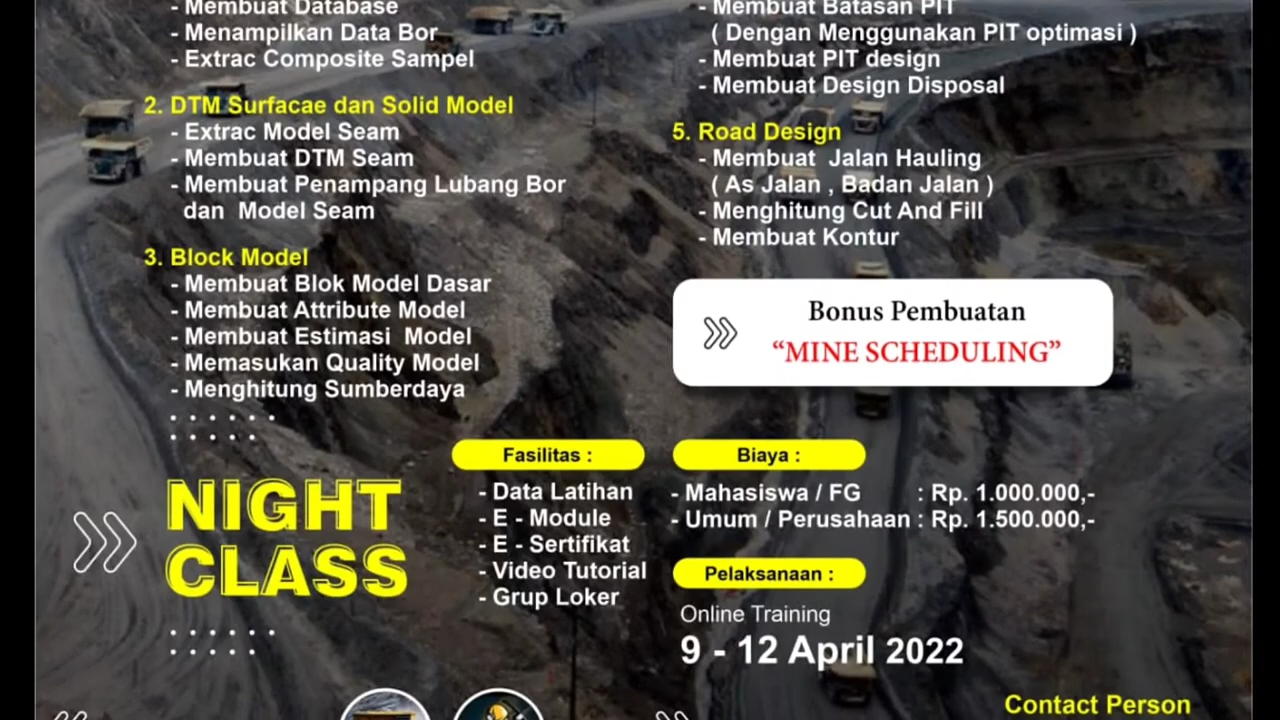 - Membuat Database
- Menampilkan Data Bor
- Extrac Composite Sampel
2. DTM Surfacae dan Solid Model
- Extrac Model Seam
- Membuat DTM Seam
- Membuat Penampang Lubang Bor
dan Model Seam
3. Block Model
- Membuat Blok Model Dasar
- Membuat Attribute Model
- Membuat Estimasi Model
- Memasukan Quality Model
- Menghitung Sumberdaya
- Membuat Batasan PIT
( Dengan Menggunakan PIT optimasi )
- Membuat PIT design
- Membuat Design Disposal
5. Road Design
- Membuat Jalan Hauling
( As Jalan , Badan Jalan )
- Menghitung Cut And Fill
- Membuat Kontur
Bonus Pembuatan
“MINE SCHEDULING”
NIGHT
CLASS
Fasilitas :
- Data Latihan
- E - Module
- E - Sertifikat
- Video Tutorial
- Grup Loker
Biaya :
- Mahasiswa / FG : Rp. 1.000.000,-
- Umum / Perusahaan : Rp. 1.500.000,-
Pelaksanaan :
Online Training
9 - 12 April 2022
Contact Person